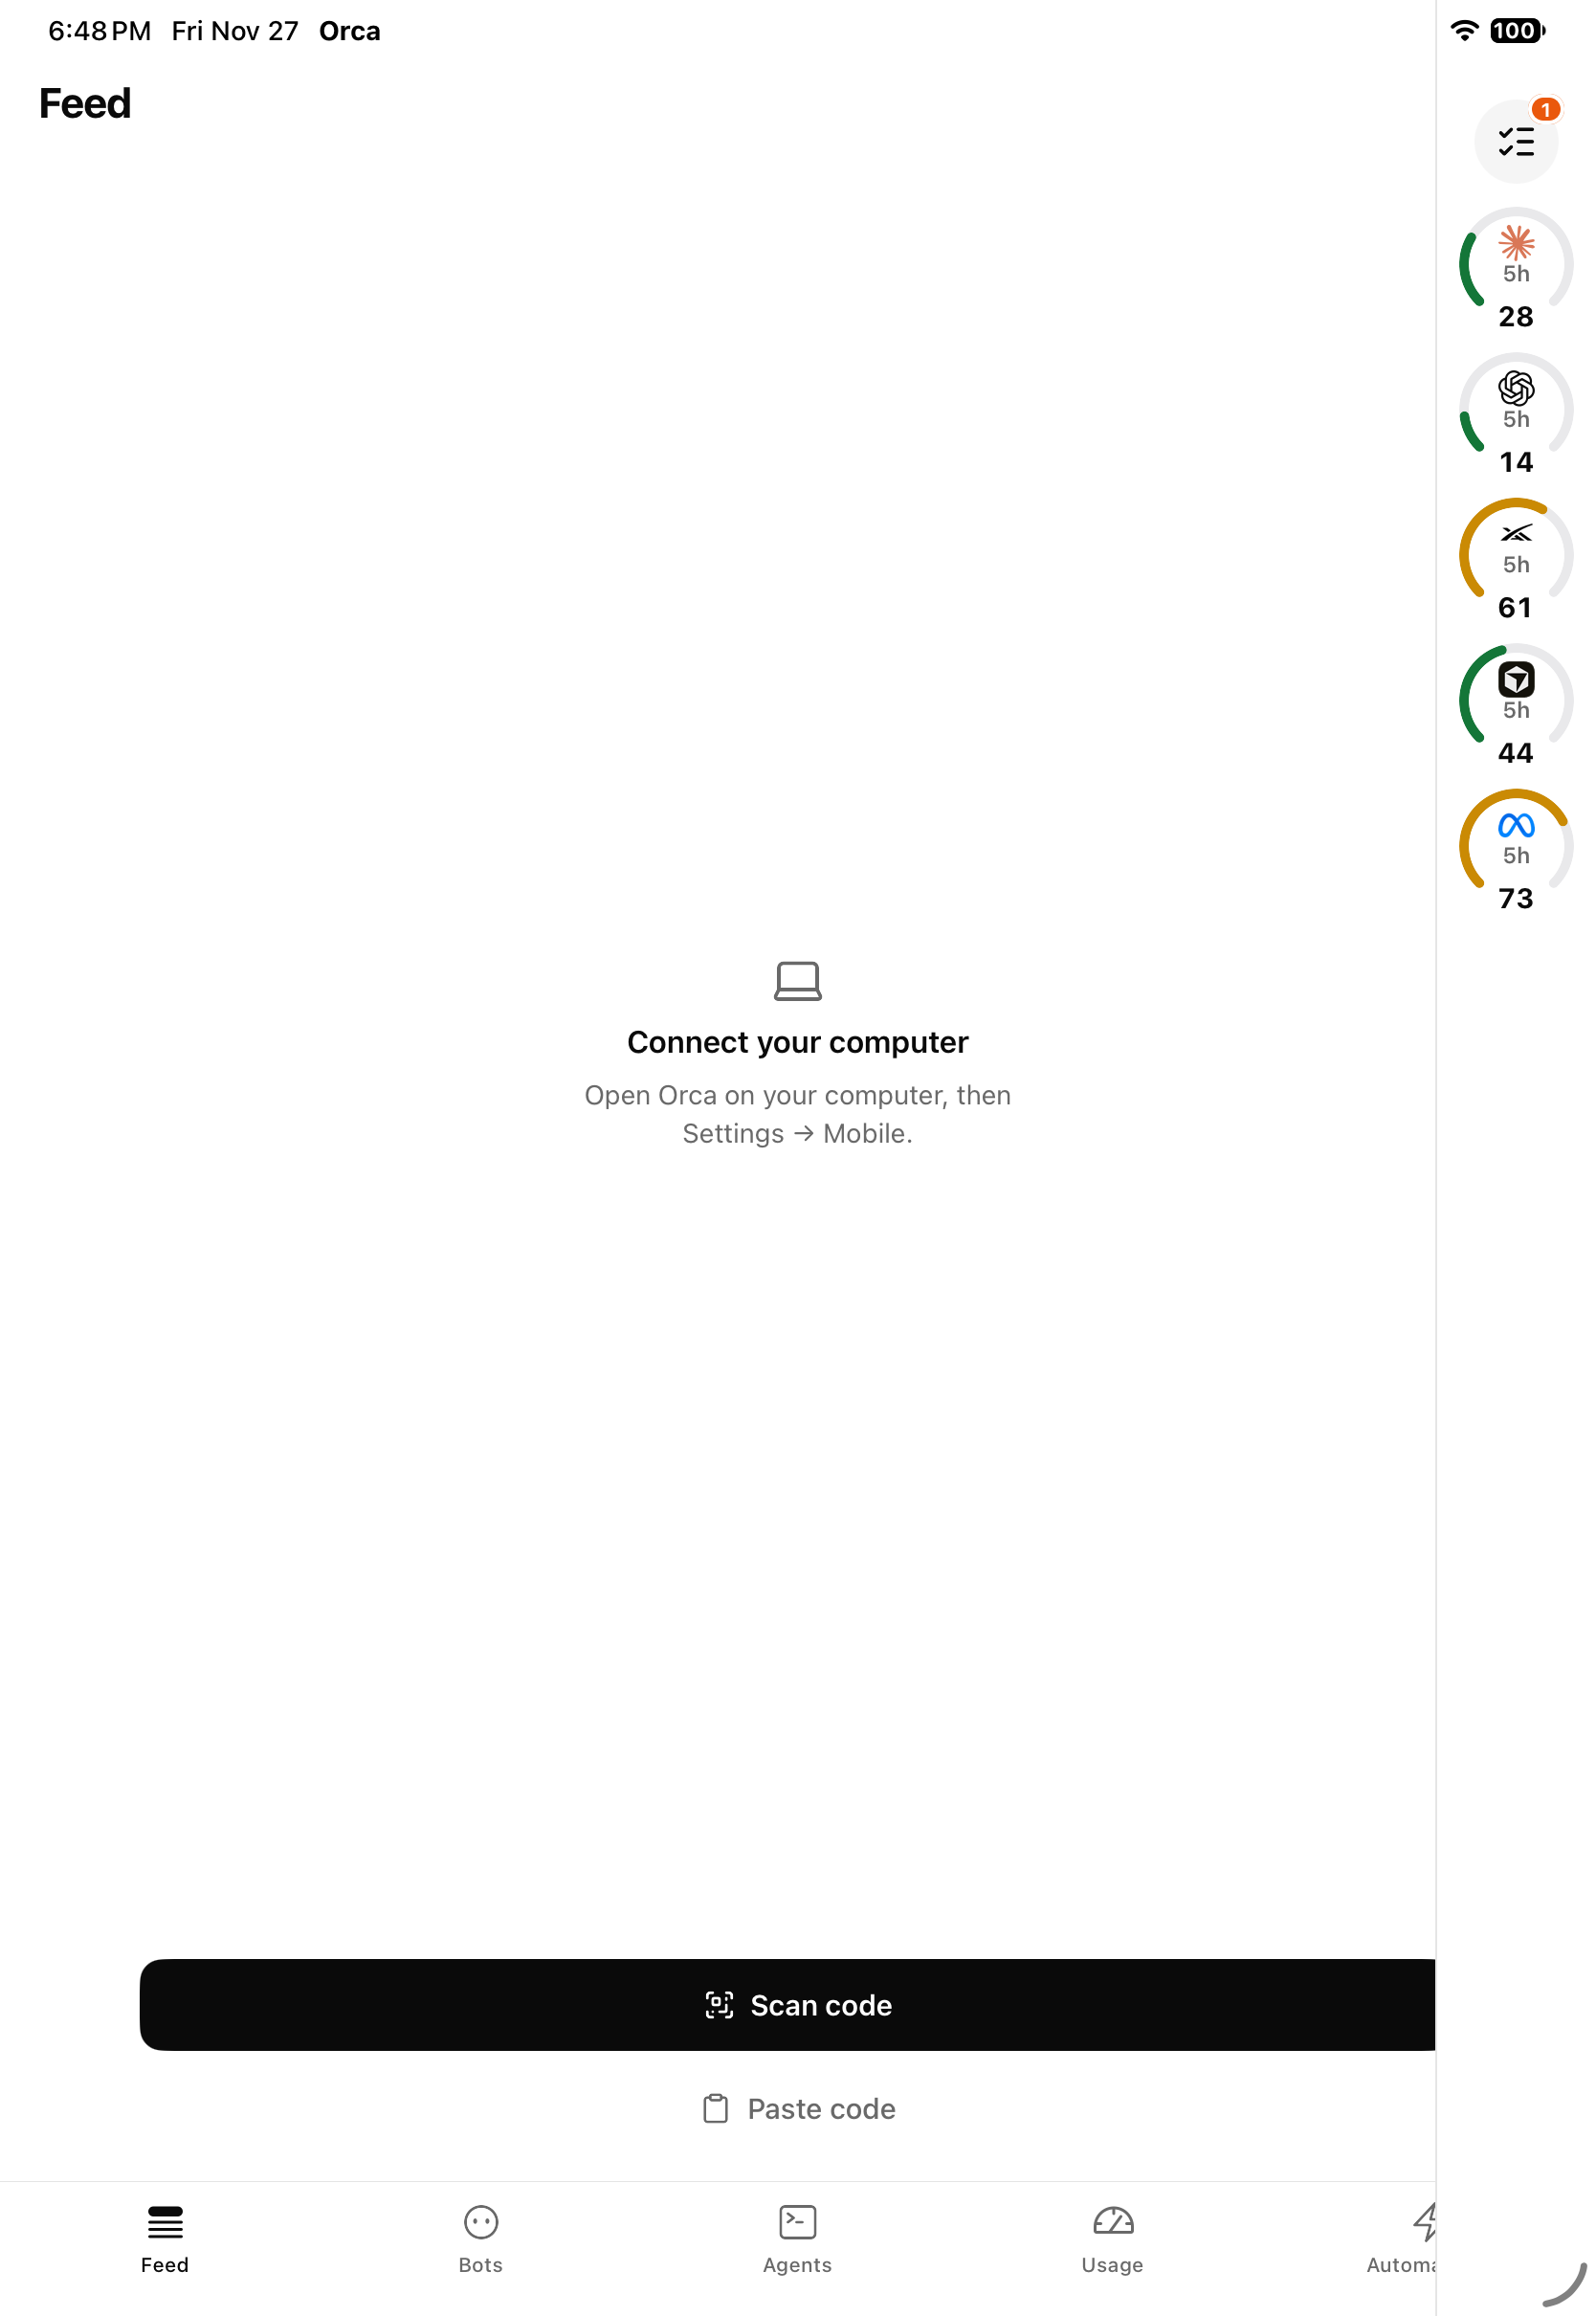 6:48 PM Fri Nov 27 Orca
100
Feed
1
5h
28
5h
14
5h
61
5h
44
5h
73
Connect your computer
Open Orca on your computer, then
Settings → Mobile.
Scan code
Paste code
Feed
Bots
Agents
Usage
Automa